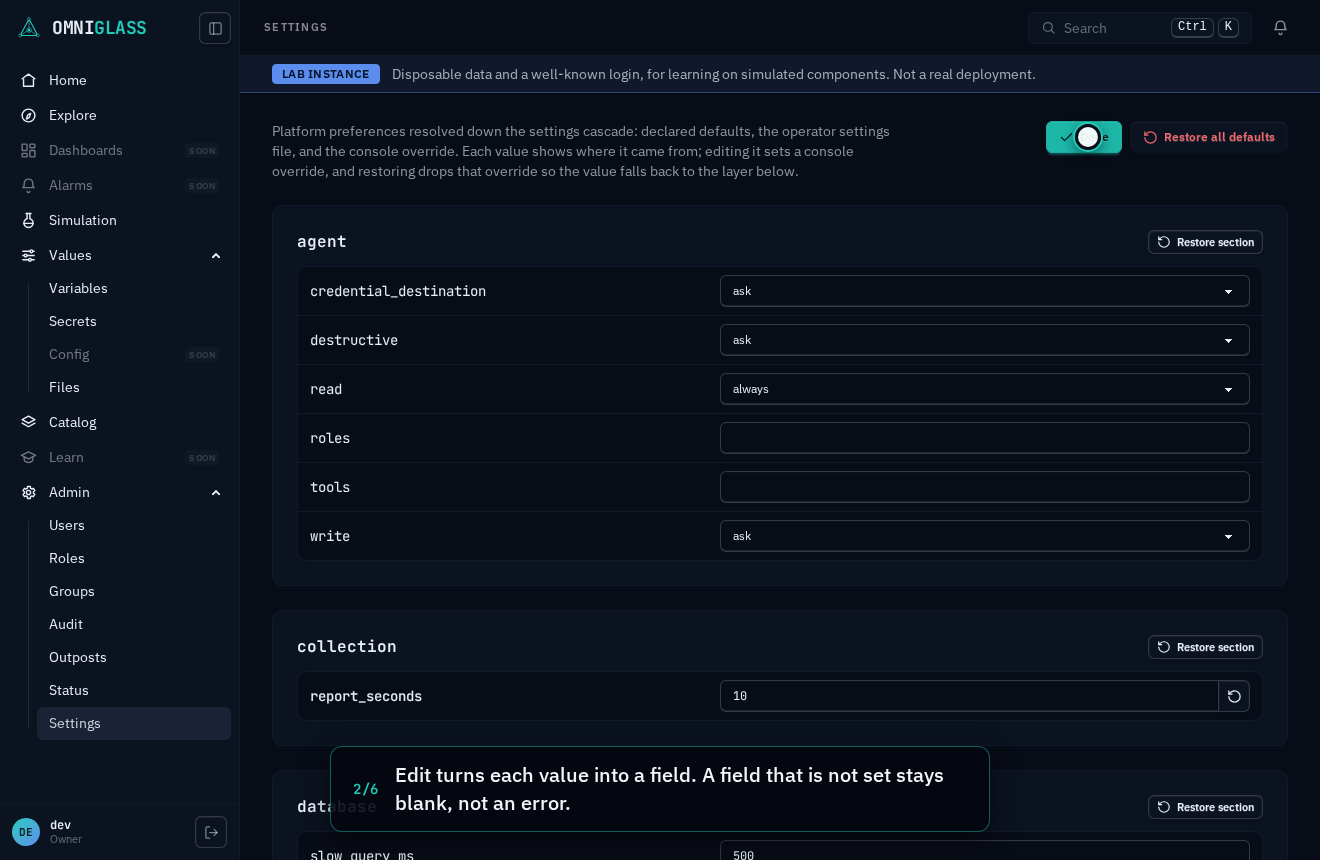 OMNIGLASS
SETTINGS
Search
Ctrl
K
LAB INSTANCE
Disposable data and a well-known login, for learning on simulated components. Not a real deployment.
Home
Explore
Dashboards
SOON
Alarms
SOON
Simulation
Values
Variables
Secrets
Config
SOON
Files
Catalog
Learn
SOON
Admin
Users
Roles
Groups
Audit
Outposts
Status
Settings
DE
dev
Owner
Platform preferences resolved down the settings cascade: declared defaults, the operator settings
file, and the console override. Each value shows where it came from; editing it sets a console
override, and restoring drops that override so the value falls back to the layer below.
Restore all defaults
agent
Restore section
credential_destination
ask
destructive
ask
read
always
roles
tools
write
ask
collection
Restore section
report_seconds
10
database
Restore section
slow_query_ms
500
2/6
Edit turns each value into a field. A field that is not set stays
blank, not an error.